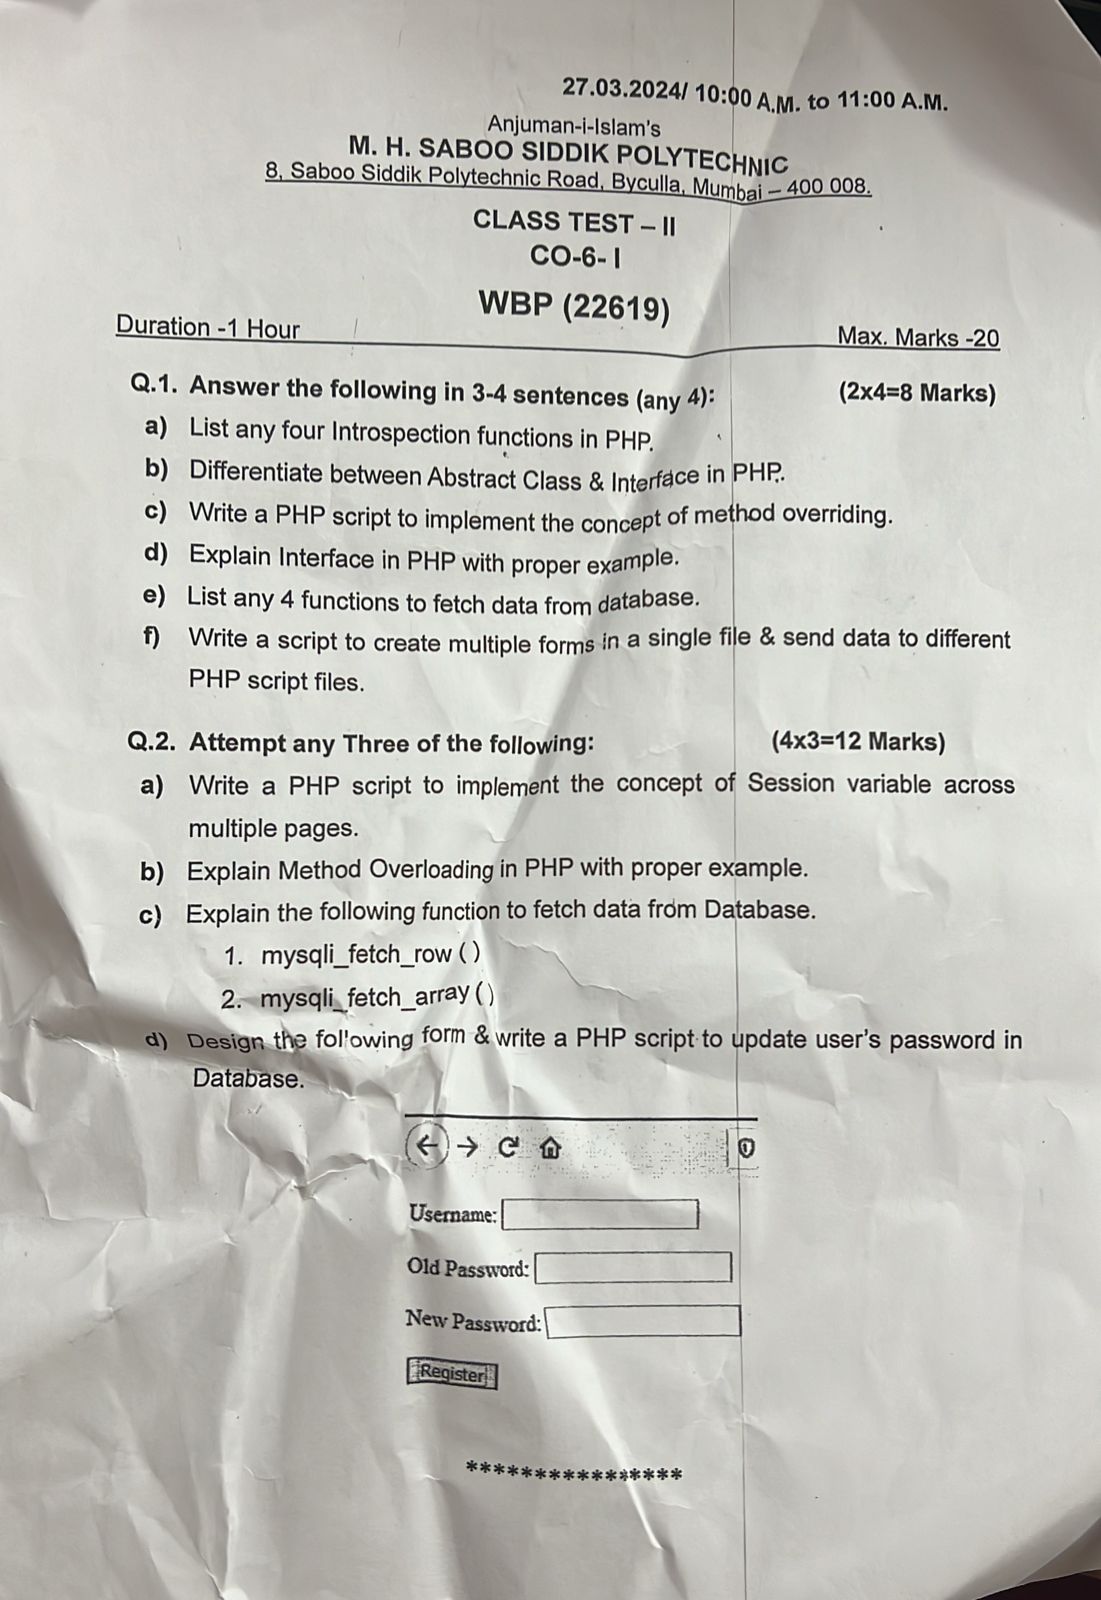 27.03.2024/ 10:00 A.M. to 11:00 A.M.
Anjuman-i-Islam's
M. H. SABOO SIDDIK POLYTECHNIC
8, Saboo Siddik Polytechnic Road, Byculla, Mumbai – 400 008.
CLASS TEST – II
CO-6- I
WBP (22619)
Duration -1 Hour Max. Marks -20
Q.1. Answer the following in 3-4 sentences (any 4): (2x4=8 Marks)
a) List any four Introspection functions in PHP.
b) Differentiate between Abstract Class & Interface in PHP.
c) Write a PHP script to implement the concept of method overriding.
d) Explain Interface in PHP with proper example.
e) List any 4 functions to fetch data from database.
f) Write a script to create multiple forms in a single file & send data to different
PHP script files.
Q.2. Attempt any Three of the following: (4x3=12 Marks)
a) Write a PHP script to implement the concept of Session variable across
multiple pages.
b) Explain Method Overloading in PHP with proper example.
c) Explain the following function to fetch data from Database.
1. mysqli_fetch_row ( )
2. mysqli_fetch_array ( )
d) Design the following form & write a PHP script to update user's password in
Database.
Username:
Old Password:
New Password:
Register
****************